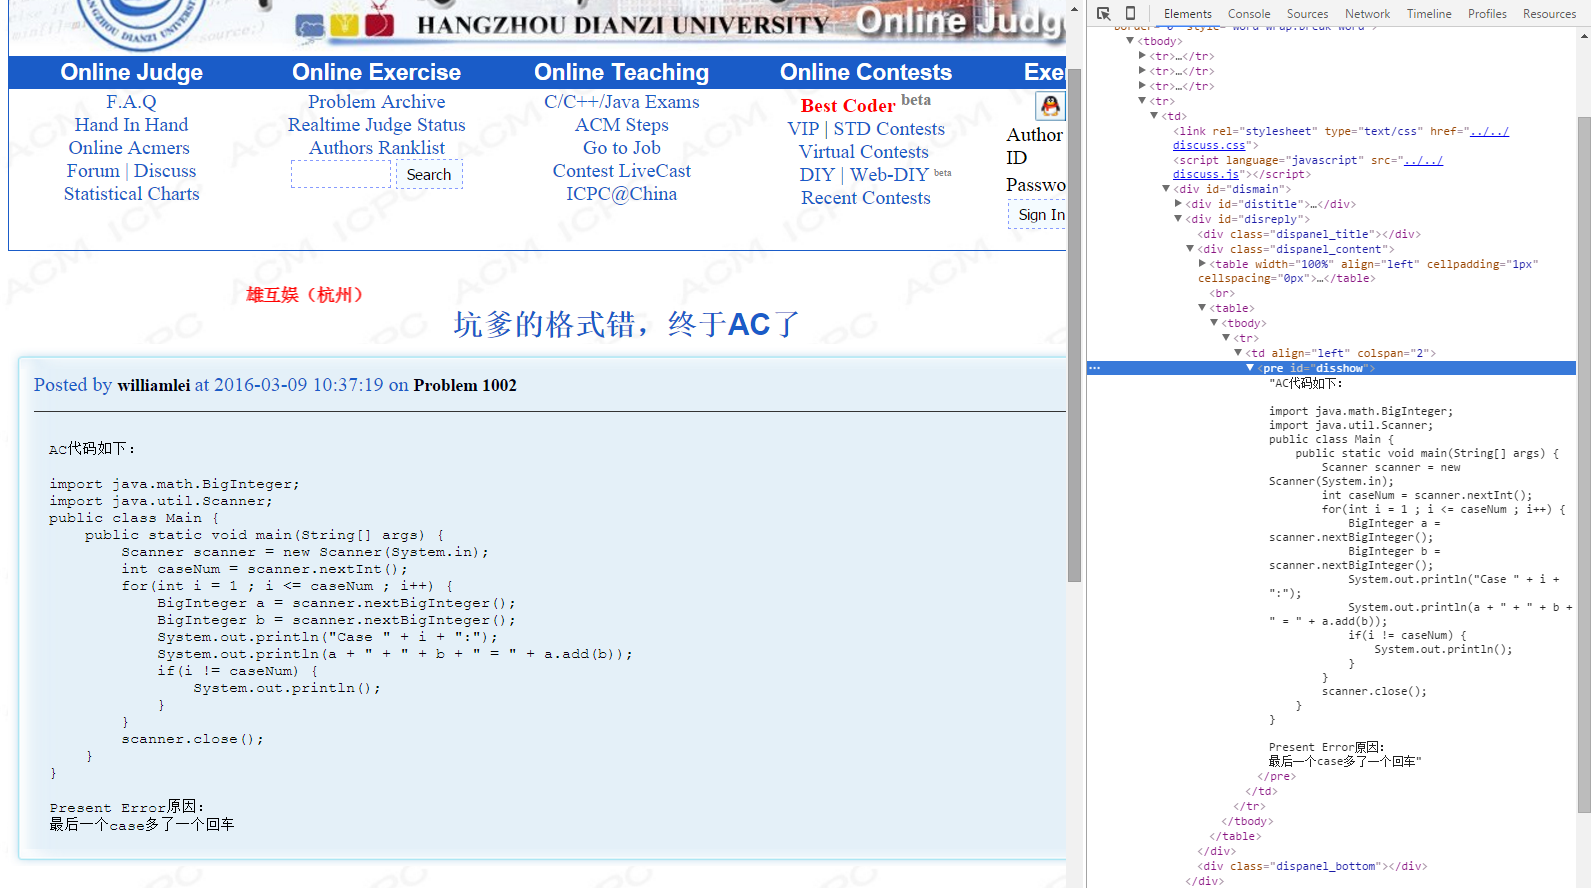 HANGZHOU DIANZI UNIVERSITY
Online Judge
Online Judge Online Exercise Online Teaching Online Contests Exe
F.A.Q
Hand In Hand
Online Acmers
Forum | Discuss
Statistical Charts
Problem Archive
Realtime Judge Status
Authors Ranklist
Search
C/C++/Java Exams
ACM Steps
Go to Job
Contest LiveCast
ICPC@China
Best Coder beta
VIP | STD Contests
Virtual Contests
DIY | Web-DIY beta
Recent Contests
Author
ID
Passwo
Sign In
雄互娱（杭州）
坑爹的格式错，终于AC了
Posted by williamlei at 2016-03-09 10:37:19 on Problem 1002
AC代码如下：
import java.math.BigInteger;
import java.util.Scanner;
public class Main {
    public static void main(String[] args) {
        Scanner scanner = new Scanner(System.in);
        int caseNum = scanner.nextInt();
        for(int i = 1 ; i <= caseNum ; i++) {
            BigInteger a = scanner.nextBigInteger();
            BigInteger b = scanner.nextBigInteger();
            System.out.println("Case " + i + ":");
            System.out.println(a + " + " + b + " = " + a.add(b));
            if(i != caseNum) {
                System.out.println();
            }
        }
        scanner.close();
    }
}
Present Error原因：
最后一个case多了一个回车
Elements Console Sources Network Timeline Profiles Resources
<tbody>
<tr>…</tr>
<tr>…</tr>
<tr>…</tr>
<tr>
<td>
<link rel="stylesheet" type="text/css" href="../../
discuss.css">
<script language="javascript" src="../../
discuss.js"></script>
<div id="dismain">
<div id="distitle">…</div>
<div id="disreply">
<div class="dispanel_title"></div>
<div class="dispanel_content">
<table width="100%" align="left" cellpadding="1px"
cellspacing="0px">…</table>
<br>
<table>
<tbody>
<tr>
<td align="left" colspan="2">
<pre id="disshow">
"AC代码如下：
import java.math.BigInteger;
import java.util.Scanner;
public class Main {
    public static void main(String[] args) {
        Scanner scanner = new
Scanner(System.in);
        int caseNum = scanner.nextInt();
        for(int i = 1 ; i <= caseNum ; i++) {
            BigInteger a =
scanner.nextBigInteger();
            BigInteger b =
scanner.nextBigInteger();
            System.out.println("Case " + i +
":");
            System.out.println(a + " + " + b +
" = " + a.add(b));
            if(i != caseNum) {
                System.out.println();
            }
        }
        scanner.close();
    }
}
Present Error原因：
最后一个case多了一个回车"
</pre>
</td>
</tr>
</tbody>
</table>
</div>
<div class="dispanel_bottom"></div>
</div>